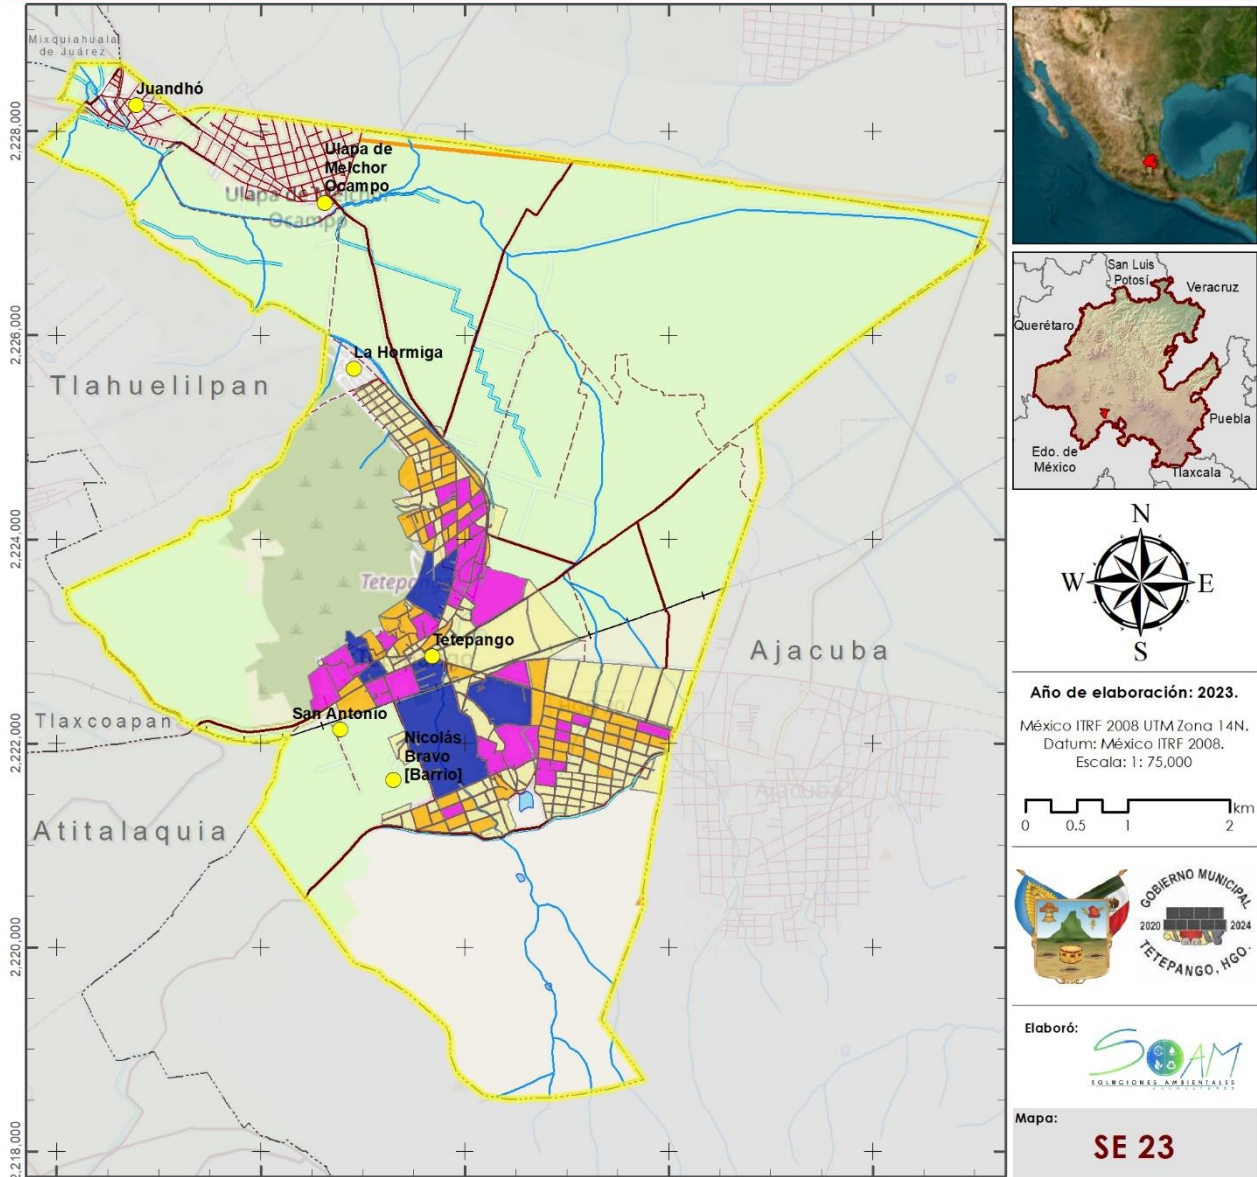 Mixquiahuala
de Juárez
Juandhó
2,228,000
Ulapa de
Melchor
Ocampo
Ulapa de Melchor
Ocampo
2,226,000
La Hormiga
Tlahuelilpan
2,224,000
Tetepango
Tetepango
Ajacuba
San Antonio
Tlaxcoapan
2,222,000
Nicolás
Bravo
[Barrio]
Ajacuba
Atitalaquia
2,220,000
2,218,000
San Luis
Potosí
Veracruz
Querétaro
Puebla
Edo. de
México
Tlaxcala
N
W
E
S
Año de elaboración: 2023.
México ITRF 2008 UTM Zona 14N.
Datum: México ITRF 2008.
Escala: 1: 75,000
km
0 0.5 1 2
GOBIERNO MUNICIPAL
2020 2024
TETEPANGO, HGO.
Elaboró:
SOAM
SOLUCIONES AMBIENTALES
Mapa:
SE 23